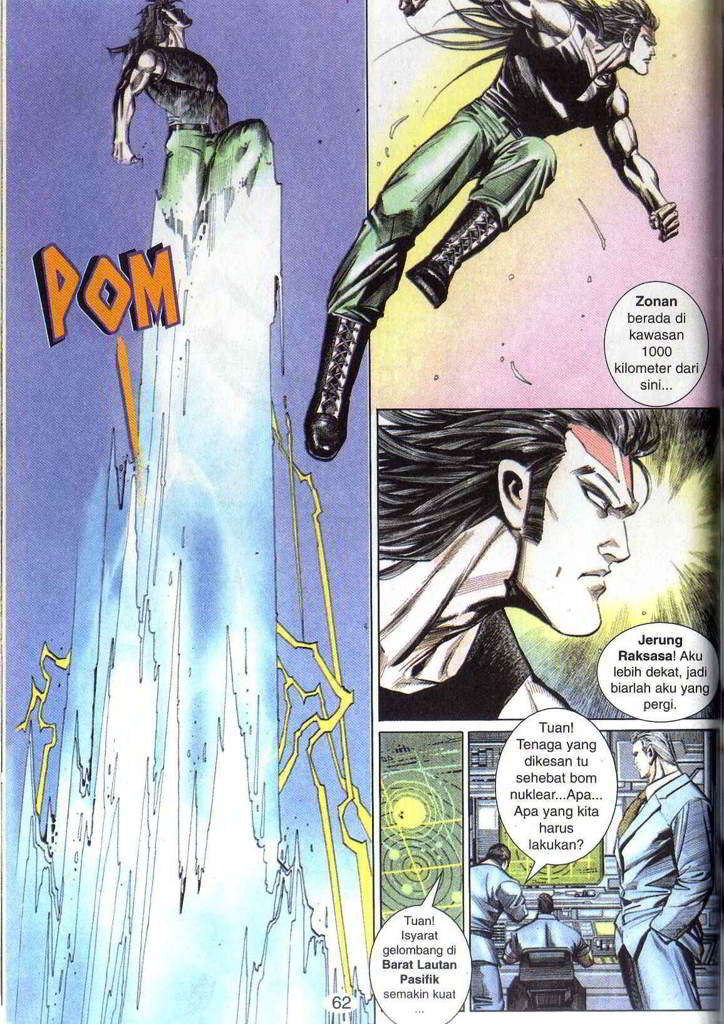 POM
Zonan
berada di
kawasan
1000
kilometer dari
sini...
Jerung
Raksasa! Aku
lebih dekat, jadi
biarlah aku yang
pergi.
Tuan!
Isyarat
gelombang di
Barat Lautan
Pasifik
semakin kuat
...
Tuan!
Tenaga yang
dikesan tu
sehebat bom
nuklear...Apa...
Apa yang kita
harus
lakukan?
62